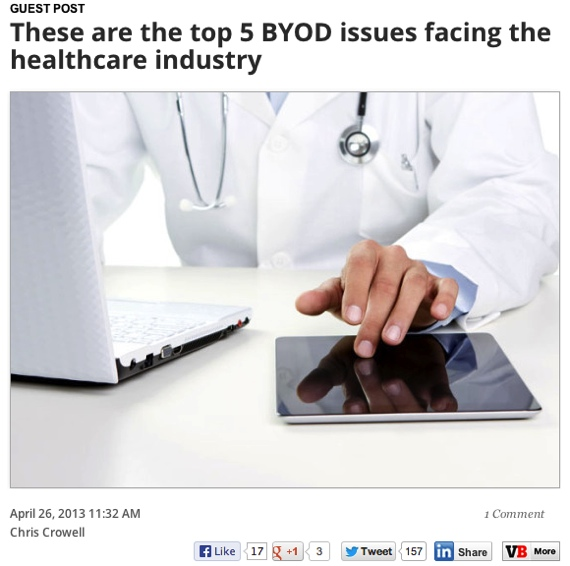 GUEST POST
These are the top 5 BYOD issues facing the
healthcare industry
April 26, 2013 11:32 AM
1 Comment
Chris Crowell
Like 17 +1 3 Tweet 157 in Share VB More